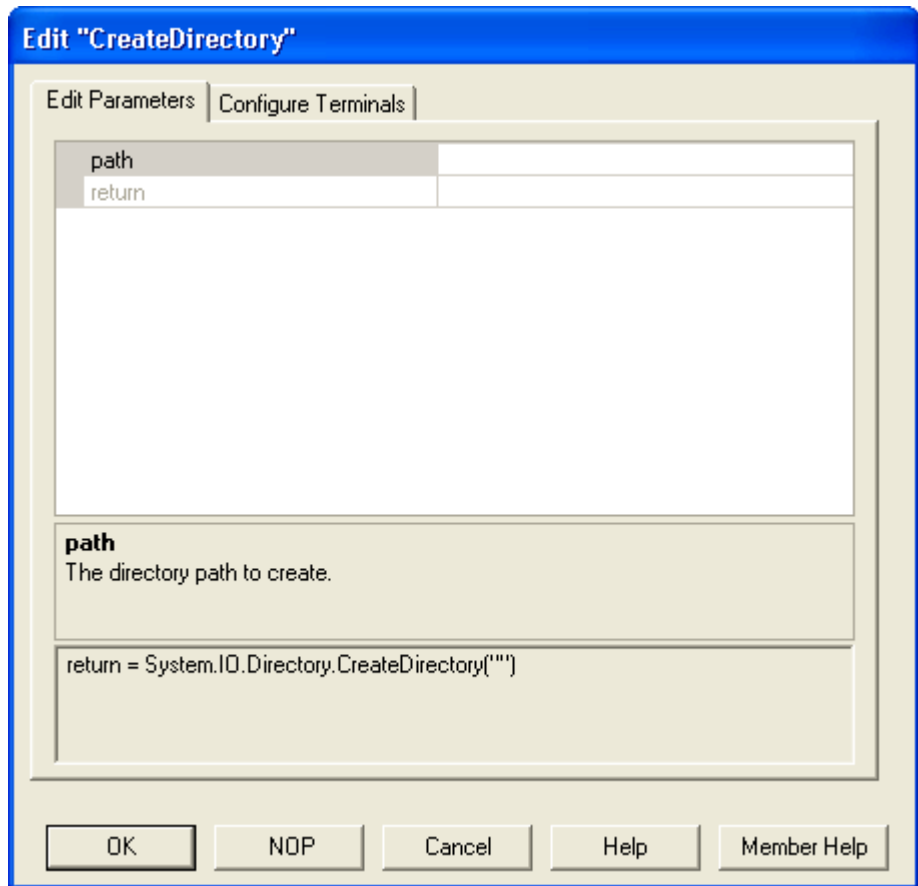 Edit "CreateDirectory"
Edit Parameters
Configure Terminals
path
return
path
The directory path to create.
return = System.IO.Directory.CreateDirectory("")
OK
NOP
Cancel
Help
Member Help